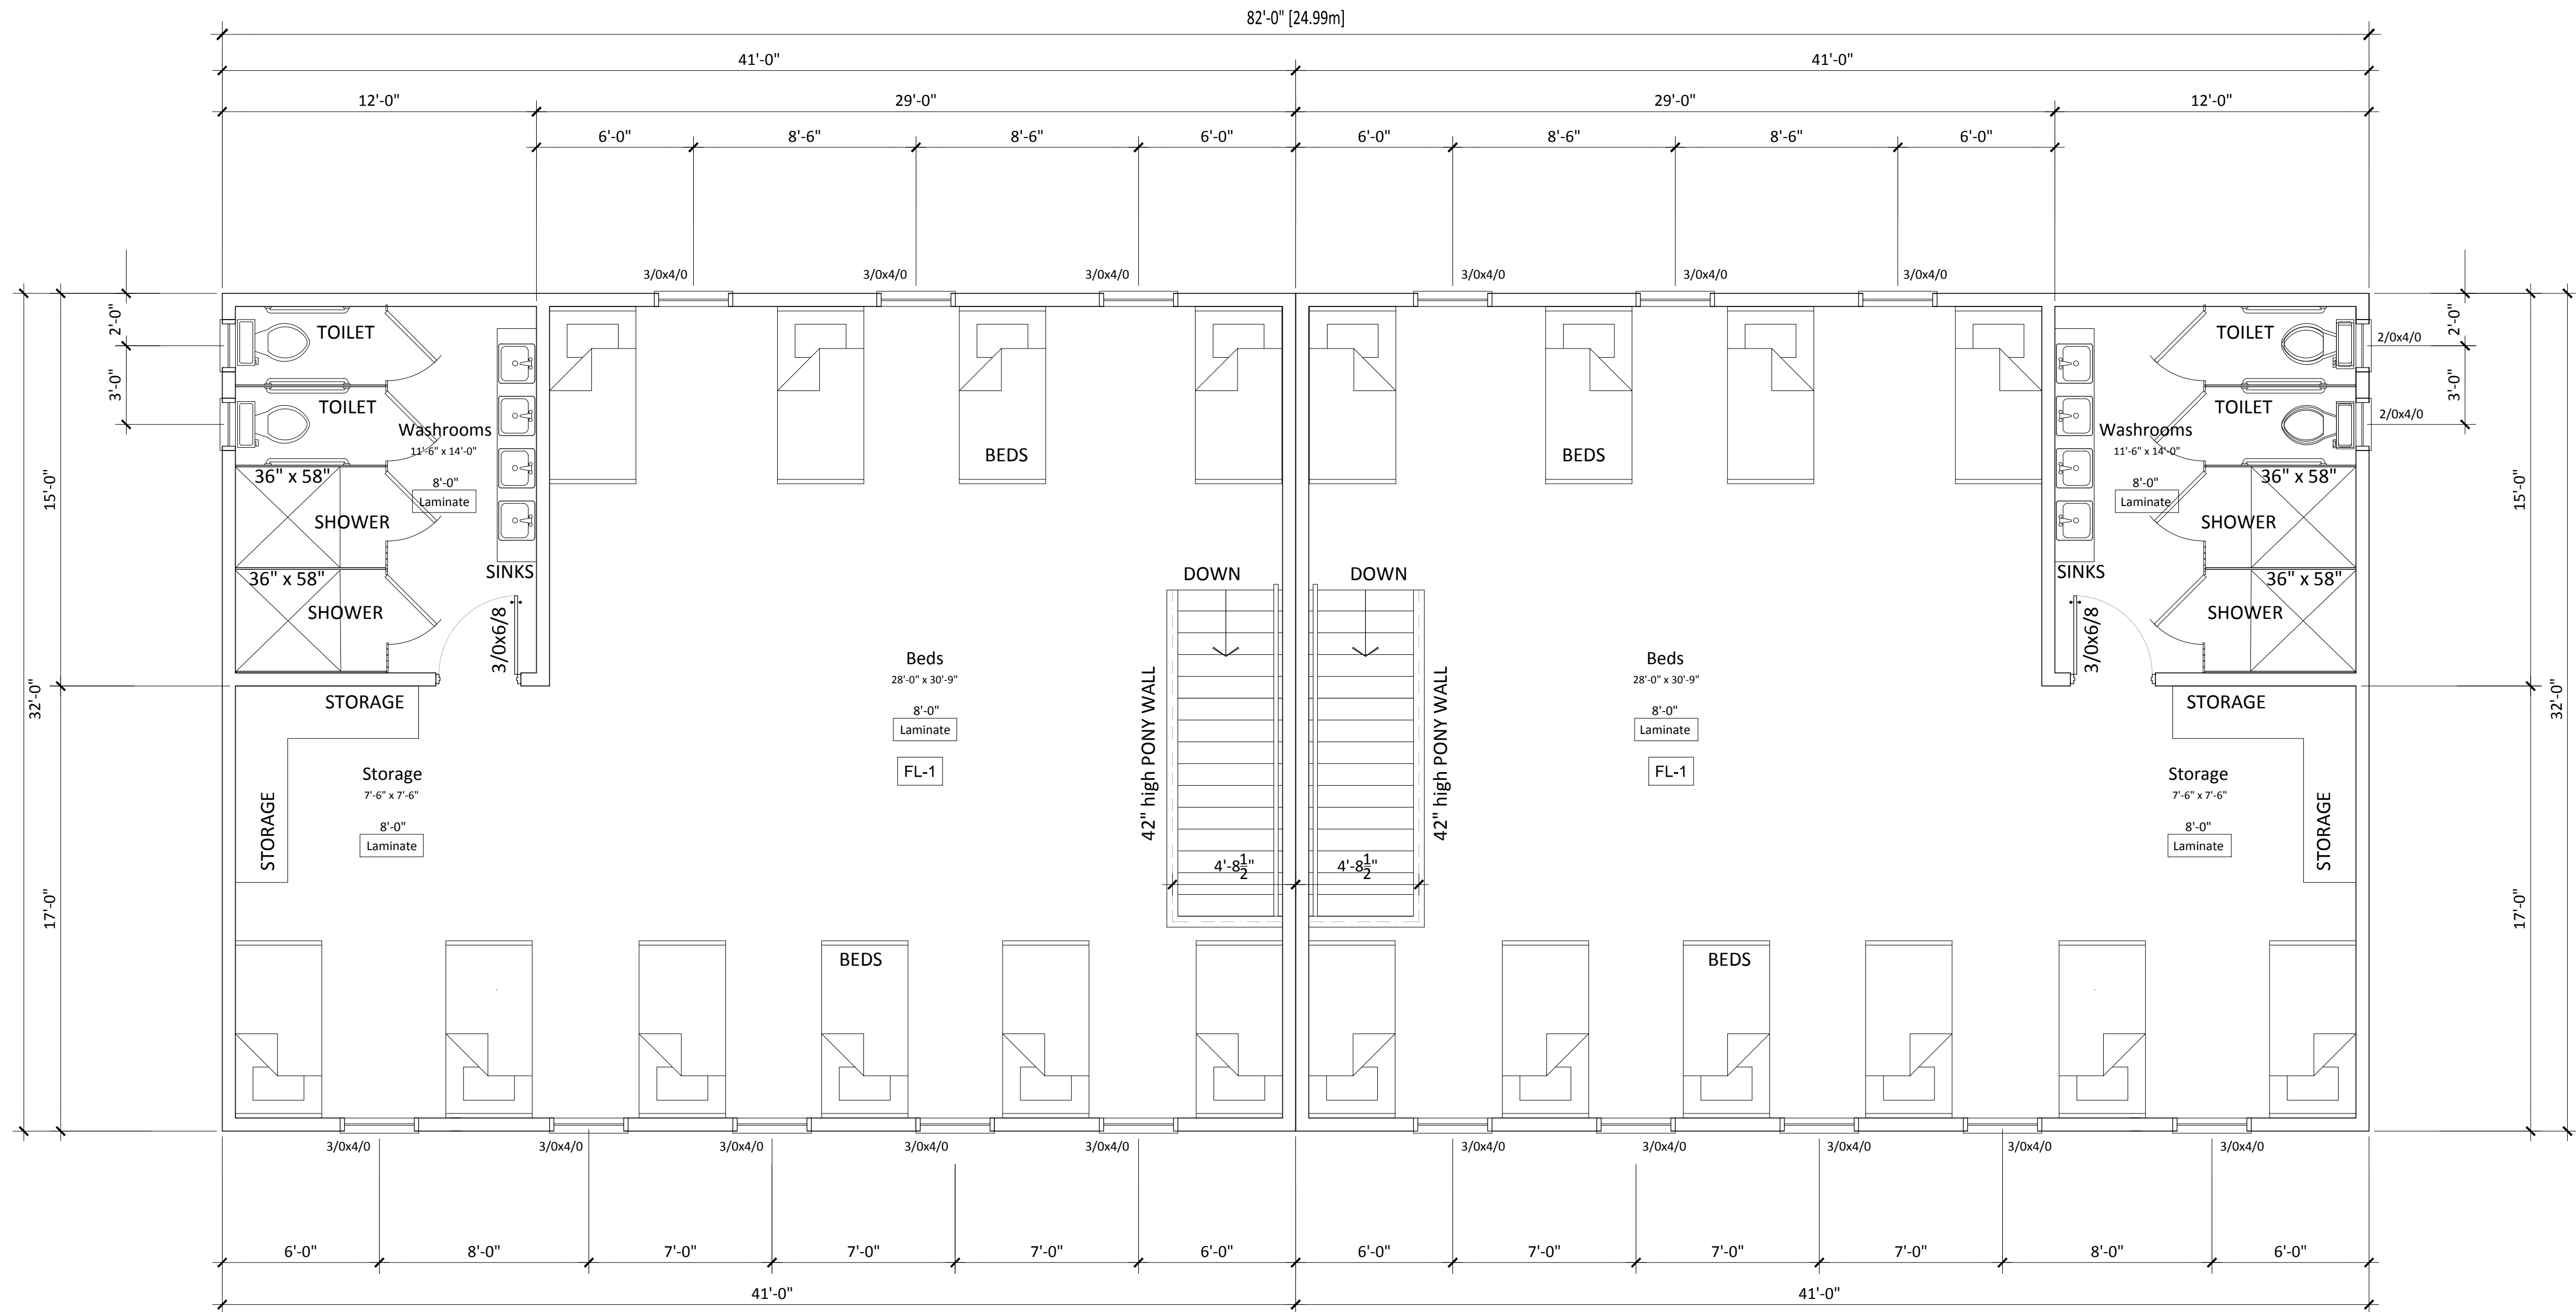 82'-0" [24.99m]
41'-0" 41'-0"
12'-0" 29'-0" 29'-0" 12'-0"
6'-0" 8'-6" 8'-6" 6'-0" 6'-0" 8'-6" 8'-6" 6'-0"
3/0x4/0 3/0x4/0 3/0x4/0 3/0x4/0 3/0x4/0 3/0x4/0
2'-0" TOILET TOILET 2/0x4/0 2'-0"
3'-0" TOILET TOILET 2/0x4/0 3'-0"
Washrooms Washrooms
11'-6" x 14'-0" 11'-6" x 14'-0"
BEDS BEDS
36" x 58" 36" x 58"
8'-0" 8'-0"
Laminate Laminate
15'-0" 15'-0"
SHOWER SHOWER
SINKS SINKS
DOWN DOWN
36" x 58" 36" x 58"
SHOWER SHOWER
3/0x6/8 3/0x6/8
Beds Beds
28'-0" x 30'-9" 28'-0" x 30'-9"
32'-0" 32'-0"
STORAGE STORAGE
8'-0" 8'-0"
Laminate Laminate
42" high PONY WALL 42" high PONY WALL
FL-1 FL-1
Storage Storage
7'-6" x 7'-6" 7'-6" x 7'-6"
8'-0" 8'-0"
Laminate Laminate
STORAGE STORAGE
4'-8 1/2" 4'-8 1/2"
17'-0" 17'-0"
BEDS BEDS
3/0x4/0 3/0x4/0 3/0x4/0 3/0x4/0 3/0x4/0 3/0x4/0 3/0x4/0 3/0x4/0 3/0x4/0 3/0x4/0
6'-0" 8'-0" 7'-0" 7'-0" 7'-0" 6'-0" 6'-0" 7'-0" 7'-0" 7'-0" 8'-0" 6'-0"
41'-0" 41'-0"